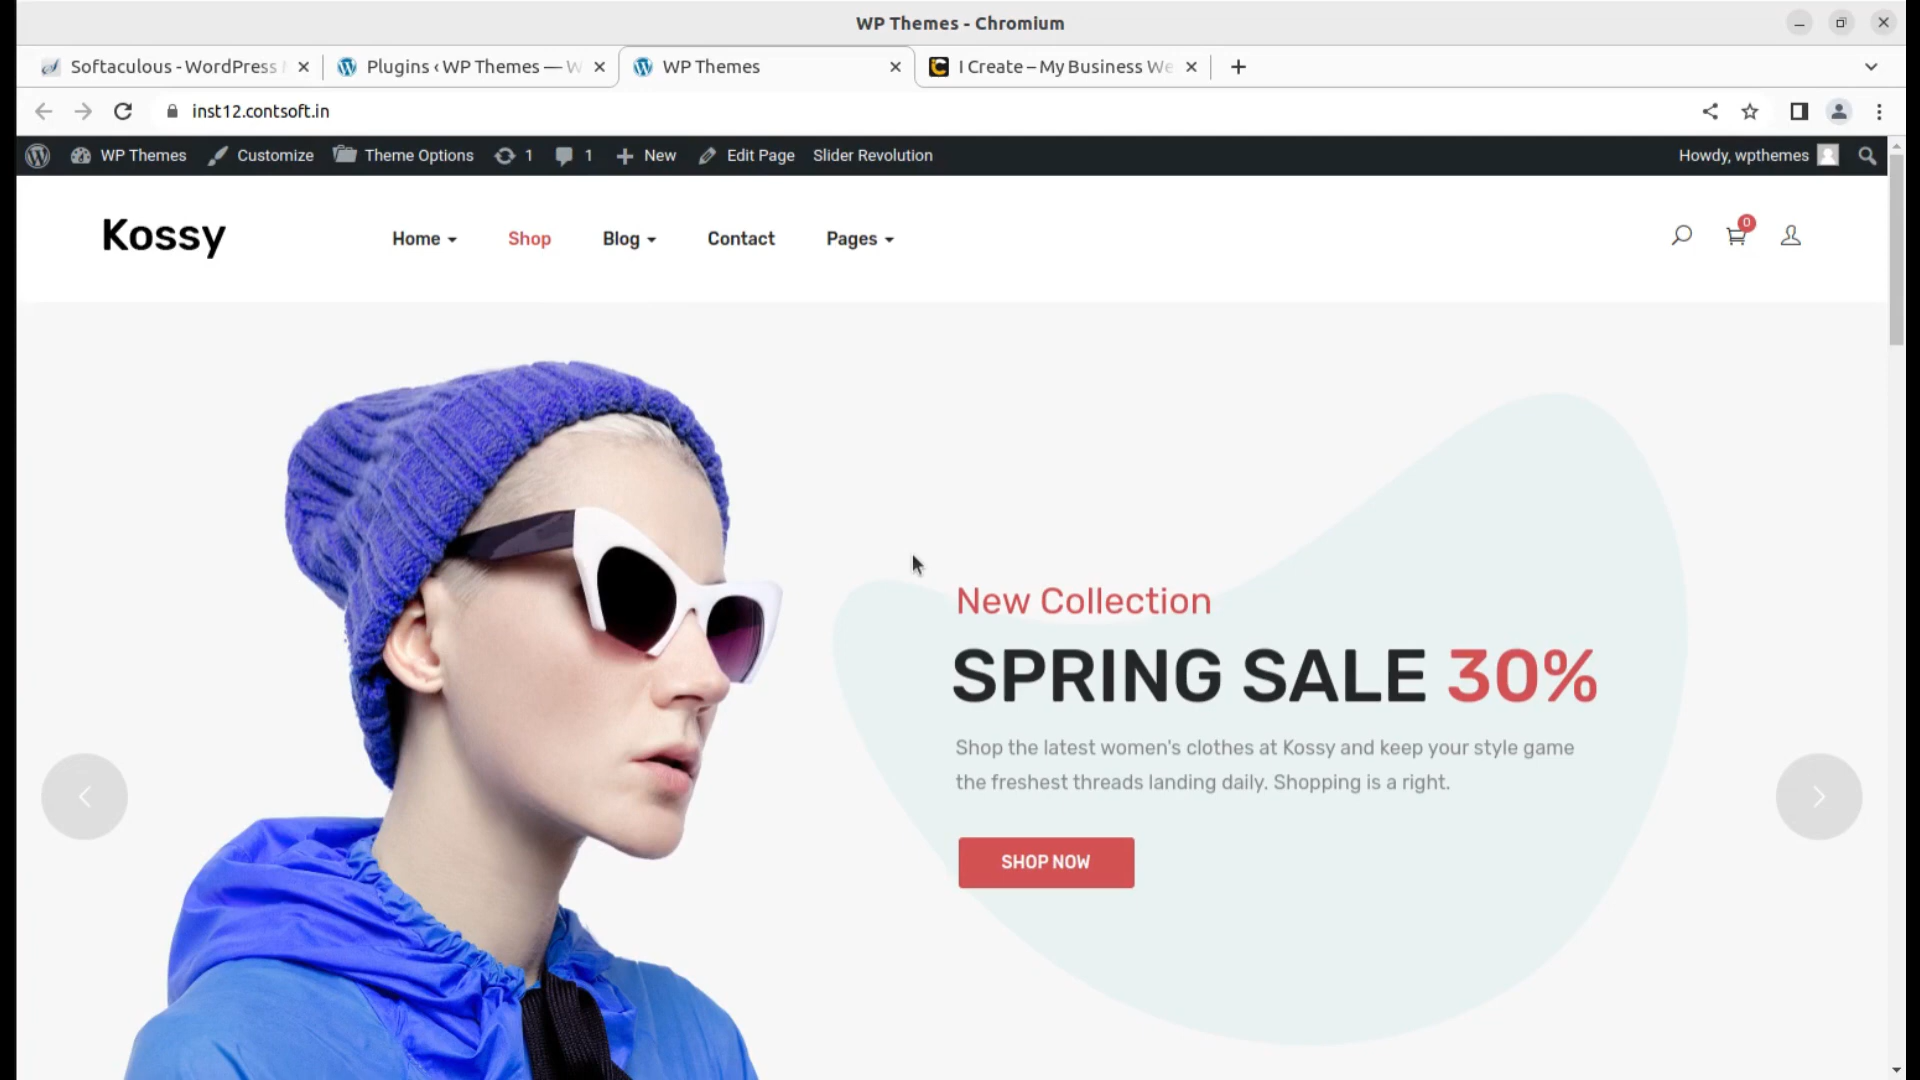 WP Themes - Chromium
Softaculous - WordPress
Plugins ‹ WP Themes — W
WP Themes
I Create – My Business We
inst12.contsoft.in
WP Themes
Customize
Theme Options
1
1
New
Edit Page
Slider Revolution
Howdy, wpthemes
Kossy
Home
Shop
Blog
Contact
Pages
0
New Collection
SPRING SALE 30%
Shop the latest women's clothes at Kossy and keep your style game
the freshest threads landing daily. Shopping is a right.
SHOP NOW